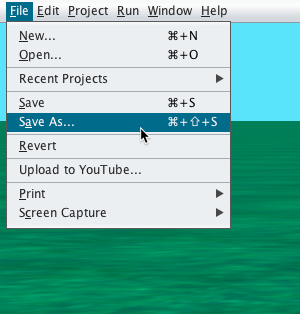 File Edit Project Run Window Help
New... ⌘+N
Open... ⌘+O
Recent Projects ▶
Save ⌘+S
Save As... ⌘+⇧+S
Revert
Upload to YouTube...
Print ▶
Screen Capture ▶